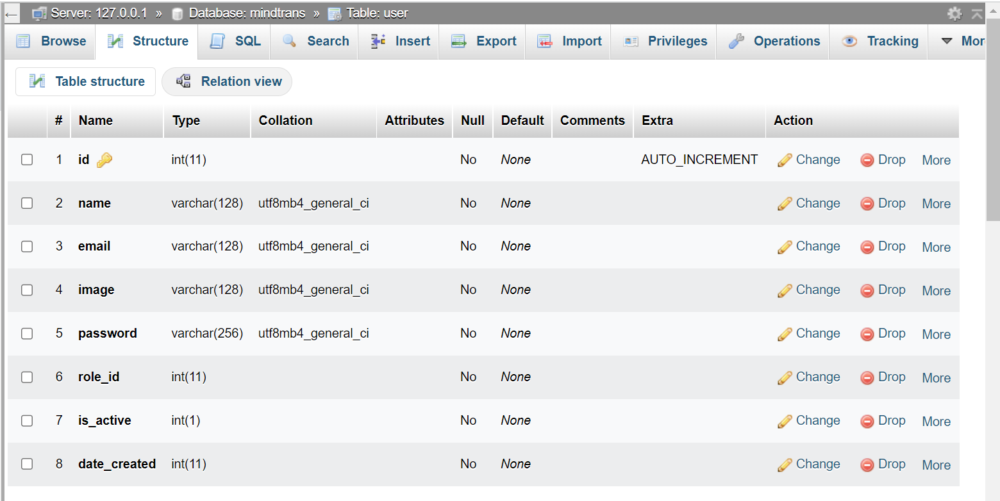 Server: 127.0.0.1 » Database: mindtrans » Table: user
Browse Structure SQL Search Insert Export Import Privileges Operations Tracking Mor
Table structure Relation view
# Name Type Collation Attributes Null Default Comments Extra Action
1 id int(11) No None AUTO_INCREMENT Change Drop More
2 name varchar(128) utf8mb4_general_ci No None Change Drop More
3 email varchar(128) utf8mb4_general_ci No None Change Drop More
4 image varchar(128) utf8mb4_general_ci No None Change Drop More
5 password varchar(256) utf8mb4_general_ci No None Change Drop More
6 role_id int(11) No None Change Drop More
7 is_active int(1) No None Change Drop More
8 date_created int(11) No None Change Drop More